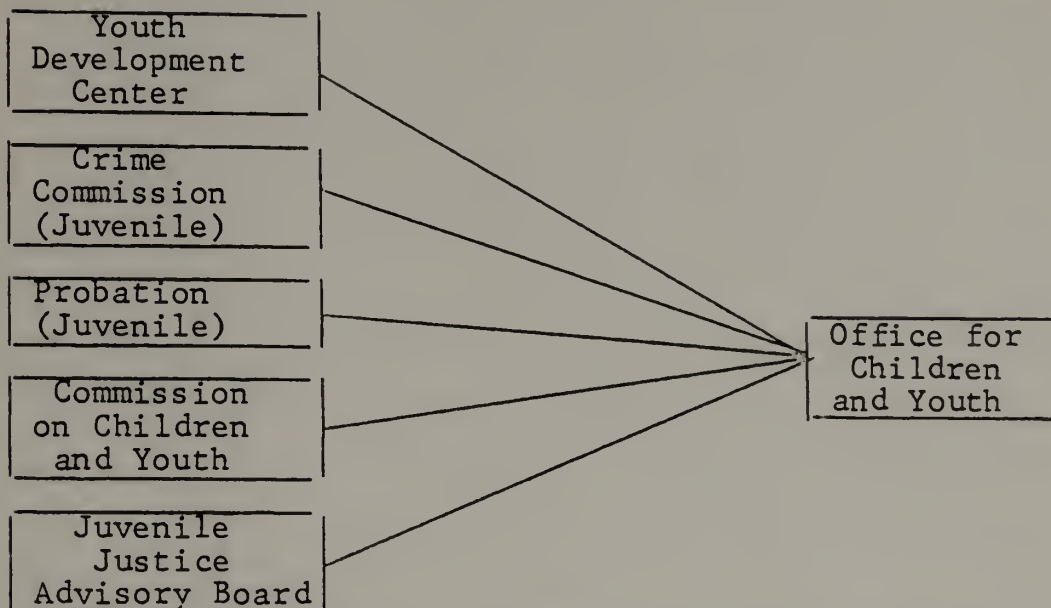 Youth
Development
Center
Crime
Commission
(Juvenile)
Probation
(Juvenile)
Commission
on Children
and Youth
Juvenile
Justice
Advisory Board
Office for
Children
and Youth